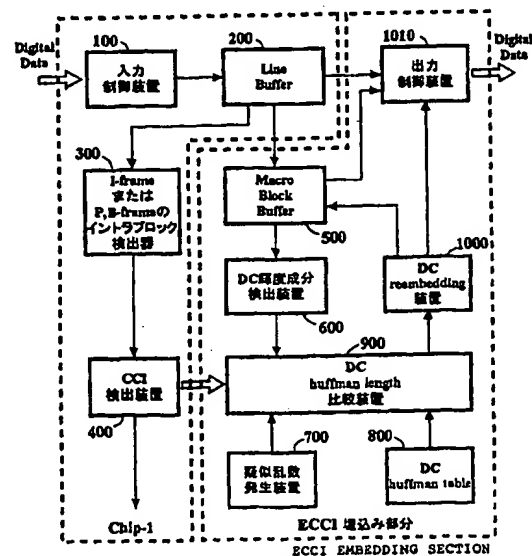 Digital
Data
100
入力
制御装置
200
Line
Buffer
1010
出力
制御装置
Digital
Data
300
I-frame
または
P,B-frameの
イントラブロック
検出器
Macro
Block
Buffer
500
DC輝度成分
検出装置
600
1000
DC
reembedding
装置
900
DC
huffman length
比較装置
CCI
検出装置
400
700
疑似乱数
発生装置
800
DC
huffman table
Chip-1
ECCI 埋込み部分
ECCI EMBEDDING SECTION